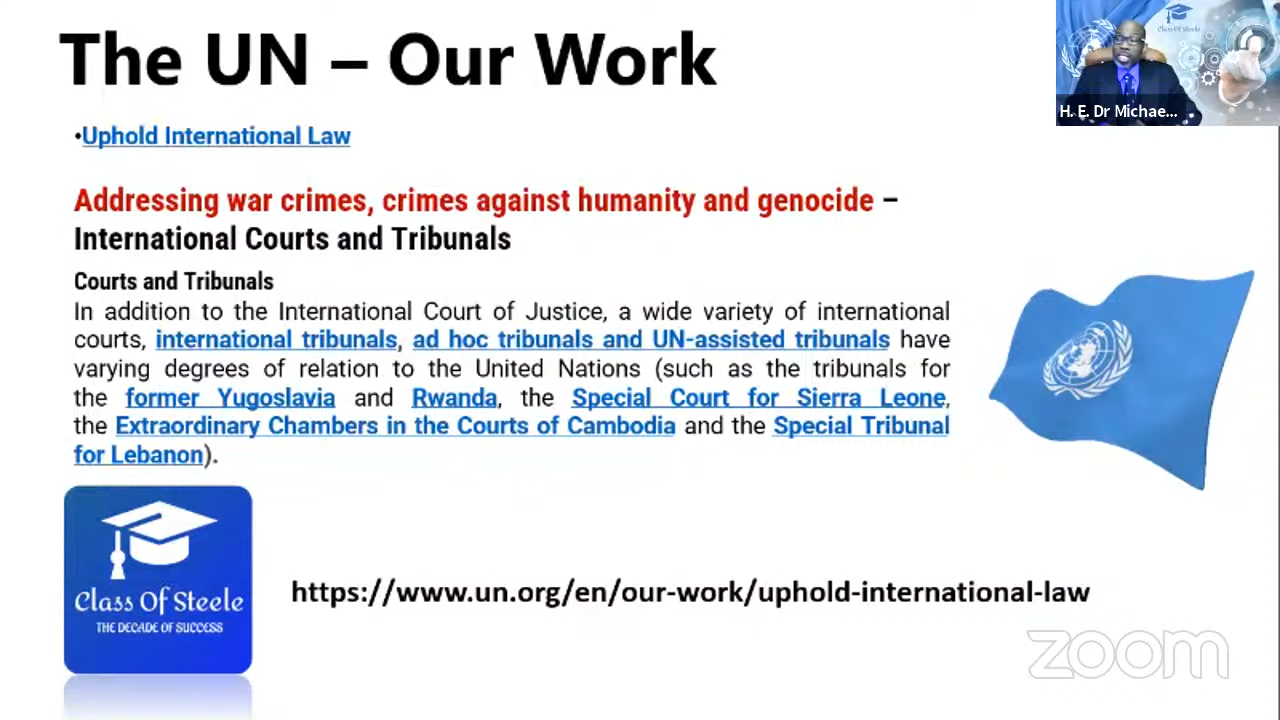 The UN – Our Work
•Uphold International Law
Addressing war crimes, crimes against humanity and genocide –
International Courts and Tribunals
Courts and Tribunals
In addition to the International Court of Justice, a wide variety of international
courts, international tribunals, ad hoc tribunals and UN-assisted tribunals have
varying degrees of relation to the United Nations (such as the tribunals for
the former Yugoslavia and Rwanda, the Special Court for Sierra Leone,
the Extraordinary Chambers in the Courts of Cambodia and the Special Tribunal
for Lebanon).
Class Of Steele
THE DECADE OF SUCCESS
https://www.un.org/en/our-work/uphold-international-law
zoom
Class Of Steele
H. E. Dr Michae...